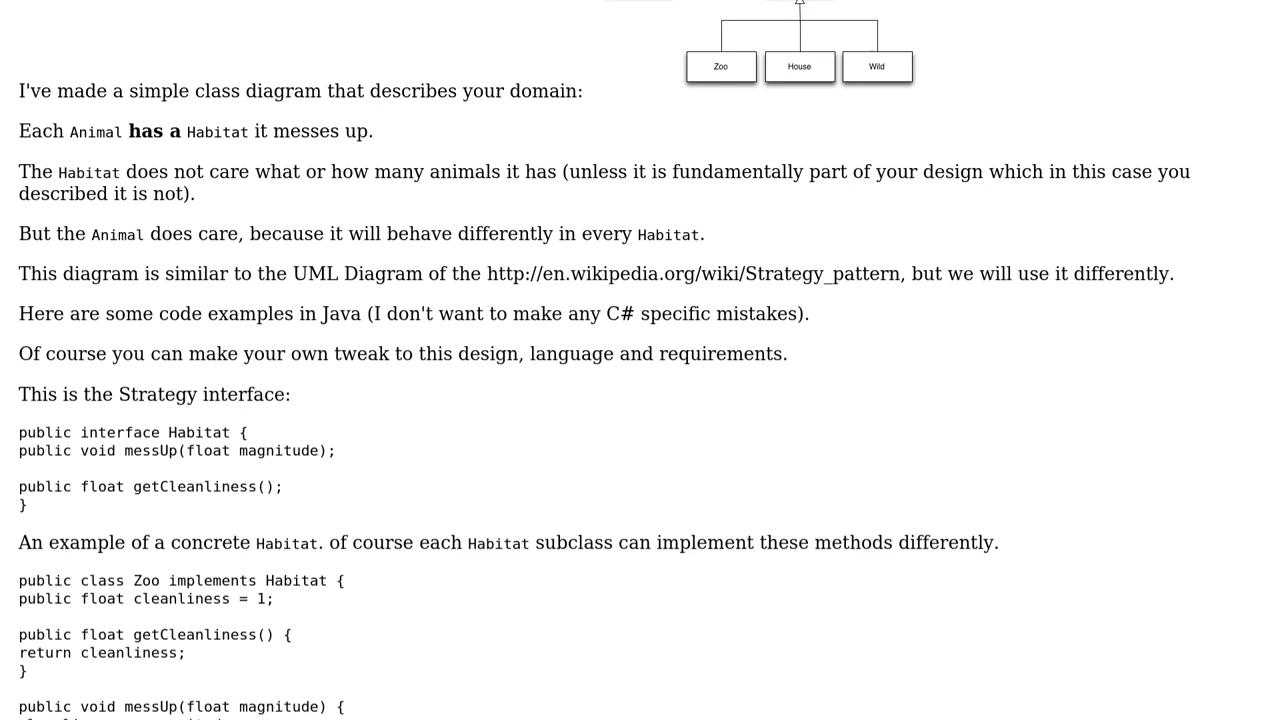 Zoo House Wild
I've made a simple class diagram that describes your domain:
Each Animal has a Habitat it messes up.
The Habitat does not care what or how many animals it has (unless it is fundamentally part of your design which in this case you
described it is not).
But the Animal does care, because it will behave differently in every Habitat.
This diagram is similar to the UML Diagram of the http://en.wikipedia.org/wiki/Strategy_pattern, but we will use it differently.
Here are some code examples in Java (I don't want to make any C# specific mistakes).
Of course you can make your own tweak to this design, language and requirements.
This is the Strategy interface:
public interface Habitat {
public void messUp(float magnitude);
public float getCleanliness();
}
An example of a concrete Habitat. of course each Habitat subclass can implement these methods differently.
public class Zoo implements Habitat {
public float cleanliness = 1;
public float getCleanliness() {
return cleanliness;
}
public void messUp(float magnitude) {